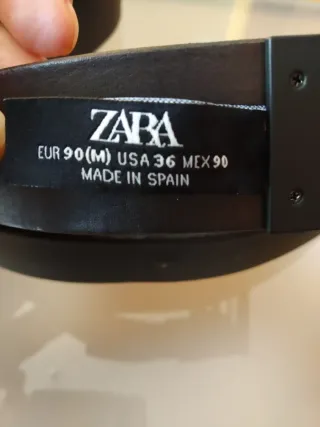 ZARA
EUR 90(M) USA 36 MEX 90
MADE IN SPAIN